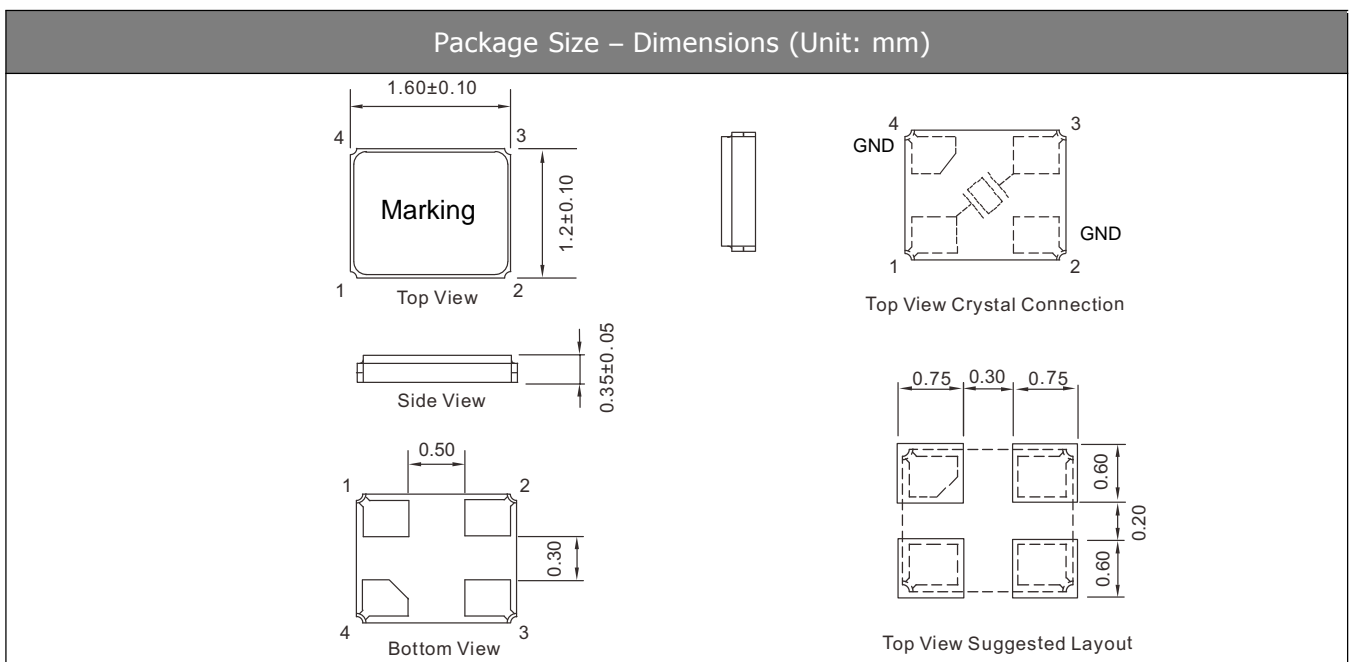 Package Size – Dimensions (Unit: mm)
1.60±0.10
4
3
Marking
1.2±0.10
1
2
Top View
4
3
GND
GND
1
2
Top View Crystal Connection
0.35±0.05
Side View
0.50
1
2
0.30
4
3
Bottom View
0.75 0.30 0.75
0.60
0.20
0.60
Top View Suggested Layout